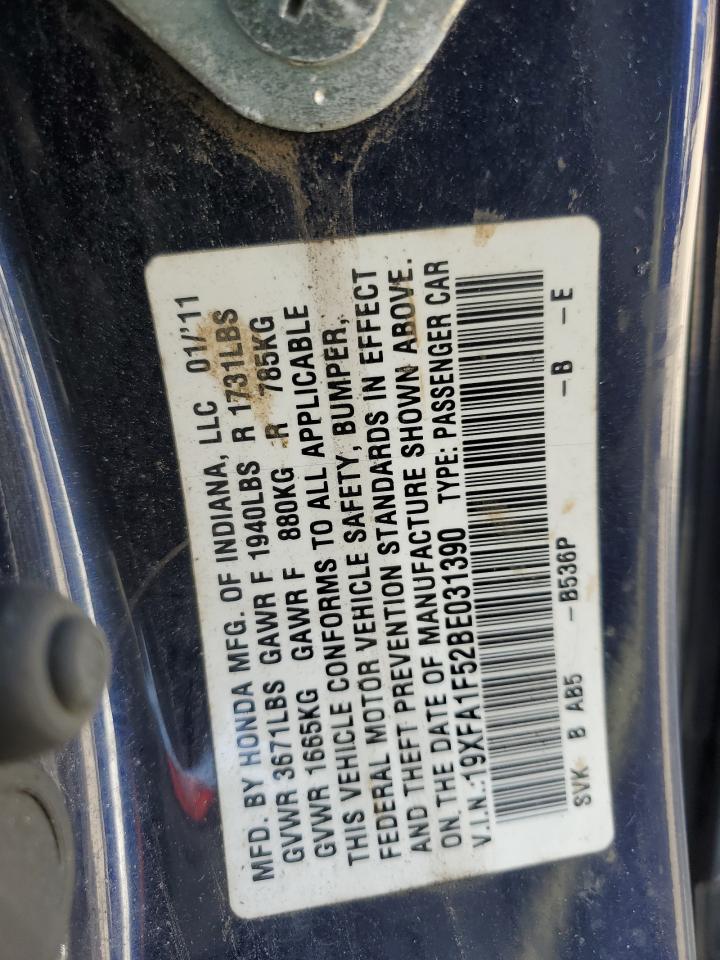 MFD. BY HONDA MFG. OF INDIANA, LLC 01/'11
GVWR 3671LBS GAWR F 1940LBS R 1731LBS
GVWR 1665KG GAWR F 880KG R 785KG
THIS VEHICLE CONFORMS TO ALL APPLICABLE
FEDERAL MOTOR VEHICLE SAFETY, BUMPER,
AND THEFT PREVENTION STANDARDS IN EFFECT
ON THE DATE OF MANUFACTURE SHOWN ABOVE.
V.I.N.:19XFA1F52BE031390 TYPE: PASSENGER CAR
SVK B AB5 -B536P -B -E